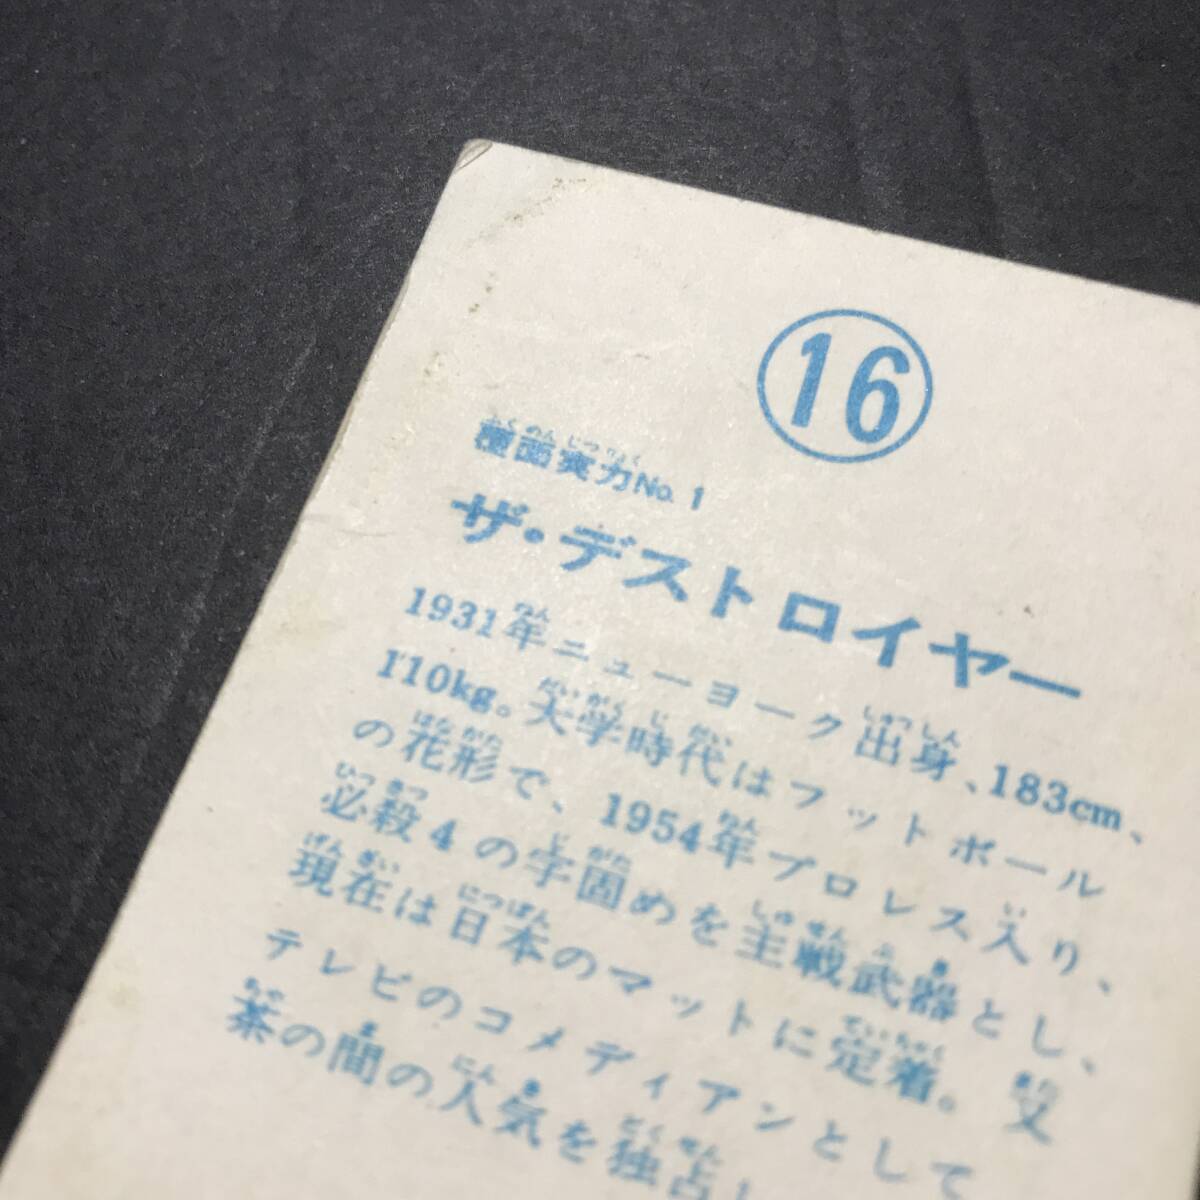 16
覆面実力No.1
ザ・デストロイヤー
1931年ニューヨーク出身、183cm、
110kg。大学時代はフットボール
の花形で、1954年プロレス入り、
必殺4の字固めを主戦武器とし、
現在は日本のマットに定着。又
テレビのコメディアンとして
茶の間の人気を独占し